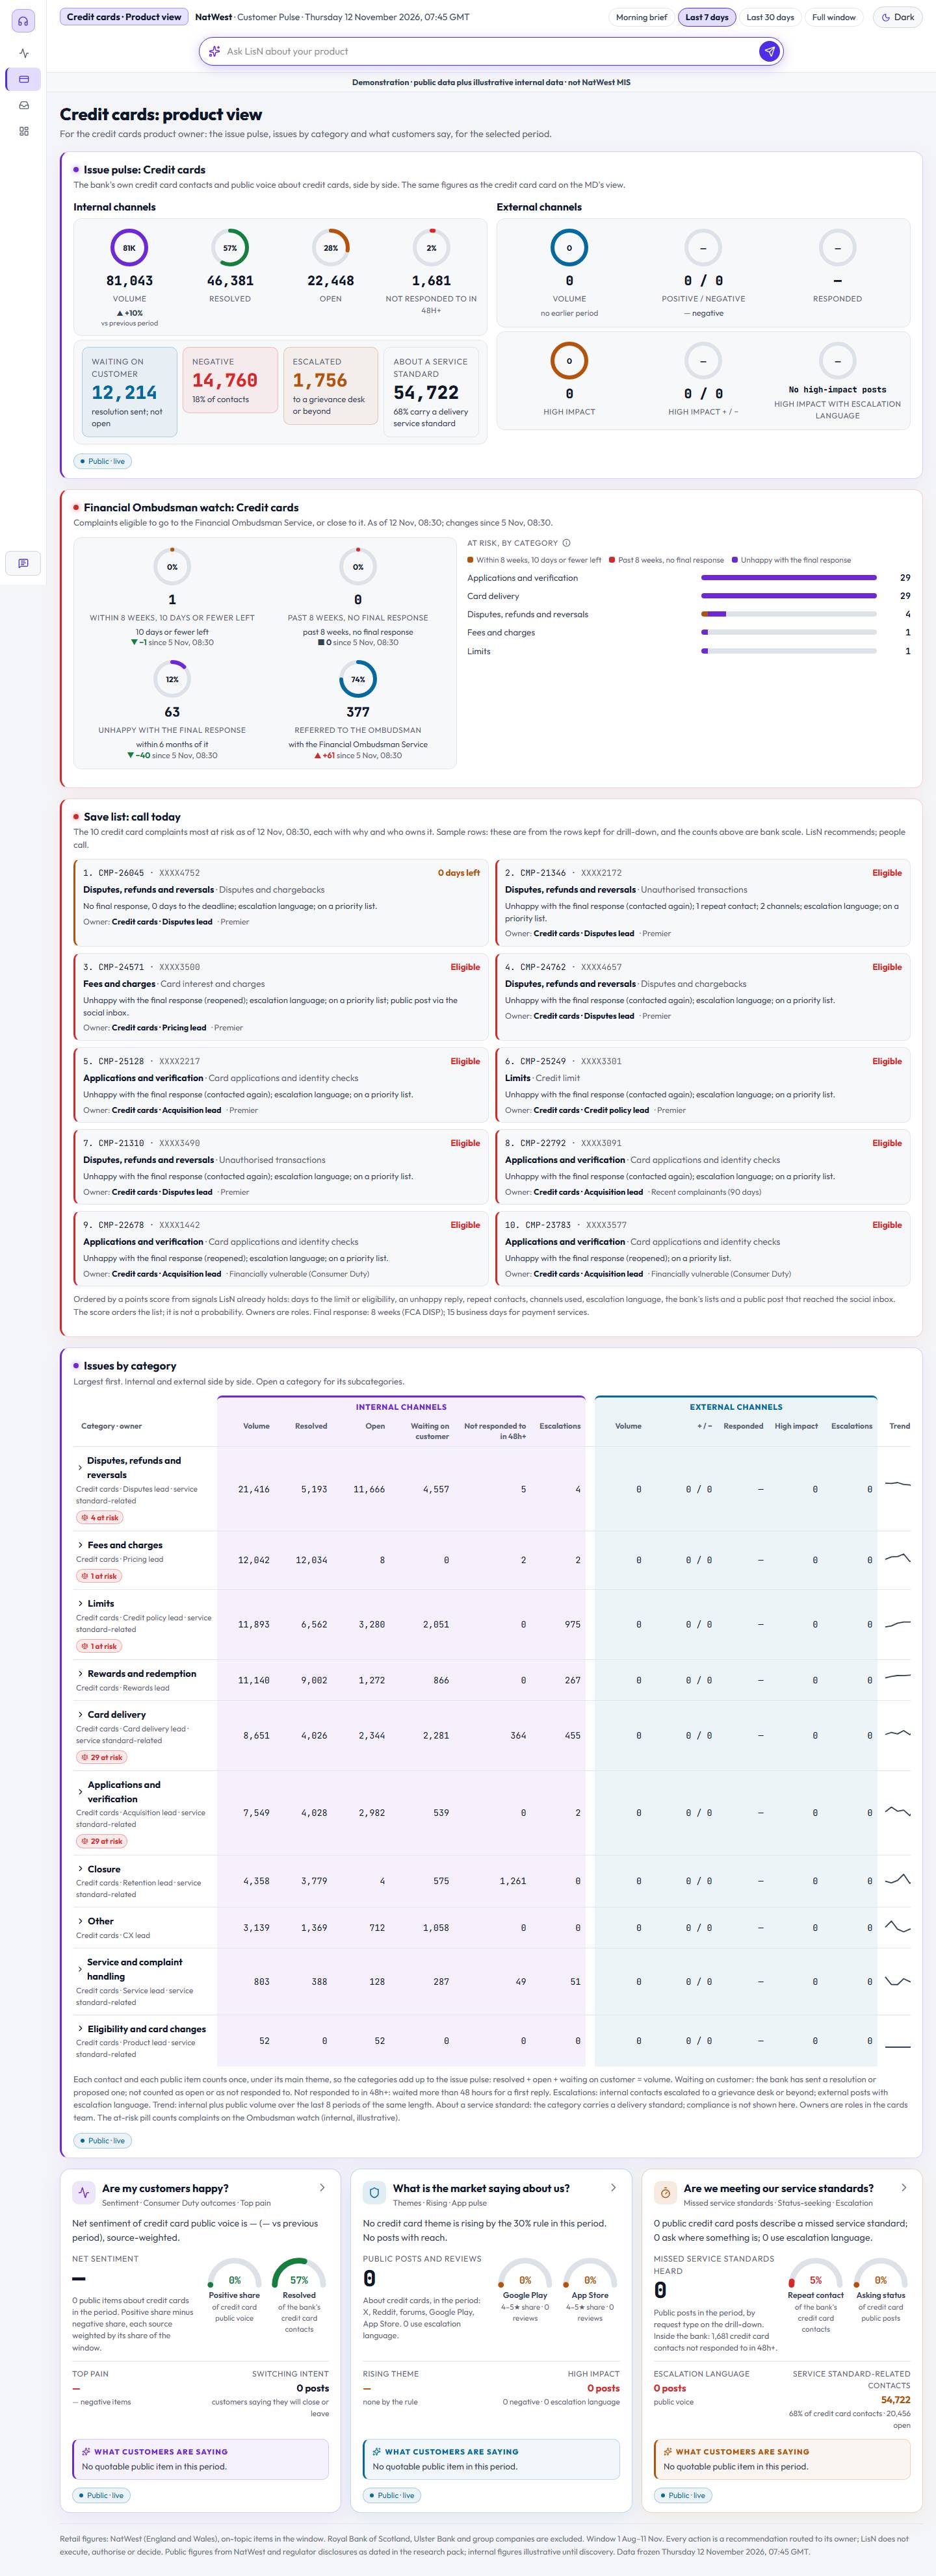 Credit cards · Product view
NatWest · Customer Pulse · Thursday 12 November 2026, 07:45 GMT
Morning brief
Last 7 days
Last 30 days
Full window
Dark
Ask LisN about your product
Demonstration · public data plus illustrative internal data · not NatWest MIS
Credit cards: product view
For the credit cards product owner: the issue pulse, issues by category and what customers say, for the selected period.
Issue pulse: Credit cards
The bank's own credit card contacts and public voice about credit cards, side by side. The same figures as the credit card card on the MD's view.
Internal channels
81K
57%
28%
2%
81,043
46,381
22,448
1,681
VOLUME
RESOLVED
OPEN
NOT RESPONDED TO IN
48H+
▲ +10%
vs previous period
WAITING ON
CUSTOMER
12,214
resolution sent; not
open
NEGATIVE
14,760
18% of contacts
ESCALATED
1,756
to a grievance desk
or beyond
ABOUT A SERVICE
STANDARD
54,722
68% carry a delivery
service standard
External channels
0
–
–
0
0 / 0
–
VOLUME
POSITIVE / NEGATIVE
RESPONDED
no earlier period
— negative
0
–
–
0
0 / 0
No high-impact posts
HIGH IMPACT
HIGH IMPACT + / −
HIGH IMPACT WITH ESCALATION
LANGUAGE
Public · live
Financial Ombudsman watch: Credit cards
Complaints eligible to go to the Financial Ombudsman Service, or close to it. As of 12 Nov, 08:30; changes since 5 Nov, 08:30.
0%
1
WITHIN 8 WEEKS, 10 DAYS OR FEWER LEFT
10 days or fewer left
▼ −1 since 5 Nov, 08:30
0%
0
PAST 8 WEEKS, NO FINAL RESPONSE
past 8 weeks, no final response
■ 0 since 5 Nov, 08:30
12%
63
UNHAPPY WITH THE FINAL RESPONSE
within 6 months of it
▼ −40 since 5 Nov, 08:30
74%
377
REFERRED TO THE OMBUDSMAN
with the Financial Ombudsman Service
▲ +61 since 5 Nov, 08:30
AT RISK, BY CATEGORY
Within 8 weeks, 10 days or fewer left
Past 8 weeks, no final response
Unhappy with the final response
Applications and verification 29
Card delivery 29
Disputes, refunds and reversals 4
Fees and charges 1
Limits 1
Save list: call today
The 10 credit card complaints most at risk as of 12 Nov, 08:30, each with why and who owns it. Sample rows: these are from the rows kept for drill-down, and the counts above are bank scale. LisN recommends; people
call.
1. CMP-26045 · XXXX4752
0 days left
Disputes, refunds and reversals · Disputes and chargebacks
No final response, 0 days to the deadline; escalation language; on a priority list.
Owner: Credit cards · Disputes lead · Premier
2. CMP-21346 · XXXX2172
Eligible
Disputes, refunds and reversals · Unauthorised transactions
Unhappy with the final response (contacted again); 1 repeat contact; 2 channels; escalation language; on a
priority list.
Owner: Credit cards · Disputes lead · Premier
3. CMP-24571 · XXXX3500
Eligible
Fees and charges · Card interest and charges
Unhappy with the final response (reopened); escalation language; on a priority list; public post via the
social inbox.
Owner: Credit cards · Pricing lead · Premier
4. CMP-24762 · XXXX4657
Eligible
Disputes, refunds and reversals · Disputes and chargebacks
Unhappy with the final response (contacted again); escalation language; on a priority list.
Owner: Credit cards · Disputes lead · Premier
5. CMP-25128 · XXXX2217
Eligible
Applications and verification · Card applications and identity checks
Unhappy with the final response (contacted again); escalation language; on a priority list.
Owner: Credit cards · Acquisition lead · Premier
6. CMP-25249 · XXXX3301
Eligible
Limits · Credit limit
Unhappy with the final response (contacted again); escalation language; on a priority list.
Owner: Credit cards · Credit policy lead · Premier
7. CMP-21310 · XXXX3490
Eligible
Disputes, refunds and reversals · Unauthorised transactions
Unhappy with the final response (contacted again); escalation language; on a priority list.
Owner: Credit cards · Disputes lead · Premier
8. CMP-22792 · XXXX3091
Eligible
Applications and verification · Card applications and identity checks
Unhappy with the final response (contacted again); escalation language; on a priority list.
Owner: Credit cards · Acquisition lead · Recent complainants (90 days)
9. CMP-22678 · XXXX1442
Eligible
Applications and verification · Card applications and identity checks
Unhappy with the final response (reopened); escalation language; on a priority list.
Owner: Credit cards · Acquisition lead · Financially vulnerable (Consumer Duty)
10. CMP-23783 · XXXX3577
Eligible
Applications and verification · Card applications and identity checks
Unhappy with the final response (reopened); on a priority list.
Owner: Credit cards · Acquisition lead · Financially vulnerable (Consumer Duty)
Ordered by a points score from signals LisN already holds: days to the limit or eligibility, an unhappy reply, repeat contacts, channels used, escalation language, the bank's lists and a public post that reached the social inbox.
The score orders the list; it is not a probability. Owners are roles. Final response: 8 weeks (FCA DISP); 15 business days for payment services.
Issues by category
Largest first. Internal and external side by side. Open a category for its subcategories.
INTERNAL CHANNELS
EXTERNAL CHANNELS
Category · owner Volume Resolved Open Waiting on customer Not responded to in 48h+ Escalations Volume + / − Responded High impact Escalations Trend
Disputes, refunds and
reversals
Credit cards · Disputes lead · service
standard-related
4 at risk
21,416 5,193 11,666 4,557 5 4 0 0 / 0 – 0 0
Fees and charges
Credit cards · Pricing lead
1 at risk
12,042 12,034 8 0 2 2 0 0 / 0 – 0 0
Limits
Credit cards · Credit policy lead · service
standard-related
1 at risk
11,893 6,562 3,280 2,051 0 975 0 0 / 0 – 0 0
Rewards and redemption
Credit cards · Rewards lead
11,140 9,002 1,272 866 0 267 0 0 / 0 – 0 0
Card delivery
Credit cards · Card delivery lead ·
service standard-related
29 at risk
8,651 4,026 2,344 2,281 364 455 0 0 / 0 – 0 0
Applications and
verification
Credit cards · Acquisition lead · service
standard-related
29 at risk
7,549 4,028 2,982 539 0 2 0 0 / 0 – 0 0
Closure
Credit cards · Retention lead · service
standard-related
4,358 3,779 4 575 1,261 0 0 0 / 0 – 0 0
Other
Credit cards · CX lead
3,139 1,369 712 1,058 0 0 0 0 / 0 – 0 0
Service and complaint
handling
Credit cards · Service lead · service
standard-related
803 388 128 287 49 51 0 0 / 0 – 0 0
Eligibility and card changes
Credit cards · Product lead · service
standard-related
52 0 52 0 0 0 0 0 / 0 – 0 0
Each contact and each public item counts once, under its main theme, so the categories add up to the issue pulse: resolved + open + waiting on customer = volume. Waiting on customer: the bank has sent a resolution or
proposed one; not counted as open or as not responded to. Not responded to in 48h+: waited more than 48 hours for a first reply. Escalations: internal contacts escalated to a grievance desk or beyond; external posts with
escalation language. Trend: internal plus public volume over the last 8 periods of the same length. About a service standard: the category carries a delivery standard; compliance is not shown here. Owners are roles in the cards
team. The at-risk pill counts complaints on the Ombudsman watch (internal, illustrative).
Public · live
Are my customers happy?
Sentiment · Consumer Duty outcomes · Top pain
Net sentiment of credit card public voice is — (— vs previous
period), source-weighted.
NET SENTIMENT
–
0 public items about credit cards
in the period. Positive share minus
negative share, each source
weighted by its share of the
window.
0%
Positive share
of credit card
public voice
57%
Resolved
of the bank's
credit card
contacts
TOP PAIN
–
— negative items
SWITCHING INTENT
0 posts
customers saying they will close or
leave
WHAT CUSTOMERS ARE SAYING
No quotable public item in this period.
Public · live
What is the market saying about us?
Themes · Rising · App pulse
No credit card theme is rising by the 30% rule in this period.
No posts with reach.
PUBLIC POSTS AND REVIEWS
0
About credit cards, in the period:
X, Reddit, forums, Google Play,
App Store. 0 use escalation
language.
0%
Google Play
4–5★ share · 0
reviews
0%
App Store
4–5★ share · 0
reviews
RISING THEME
–
none by the rule
HIGH IMPACT
0 posts
0 negative · 0 escalation language
WHAT CUSTOMERS ARE SAYING
No quotable public item in this period.
Public · live
Are we meeting our service standards?
Missed service standards · Status-seeking · Escalation
0 public credit card posts describe a missed service standard;
0 ask where something is; 0 use escalation language.
MISSED SERVICE STANDARDS
HEARD
0
Public posts in the period, by
request type on the drill-down.
Inside the bank: 1,681 credit card
contacts not responded to in 48h+.
5%
Repeat contact
of the bank's
credit card
contacts
0%
Asking status
of credit card
public posts
ESCALATION LANGUAGE
0 posts
public voice
SERVICE STANDARD-RELATED
CONTACTS
54,722
68% of credit card contacts · 20,456
open
WHAT CUSTOMERS ARE SAYING
No quotable public item in this period.
Public · live
Retail figures: NatWest (England and Wales), on-topic items in the window. Royal Bank of Scotland, Ulster Bank and group companies are excluded. Window 1 Aug–11 Nov. Every action is a recommendation routed to its owner; LisN does not
execute, authorise or decide. Public figures from NatWest and regulator disclosures as dated in the research pack; internal figures illustrative until discovery. Data frozen Thursday 12 November 2026, 07:45 GMT.